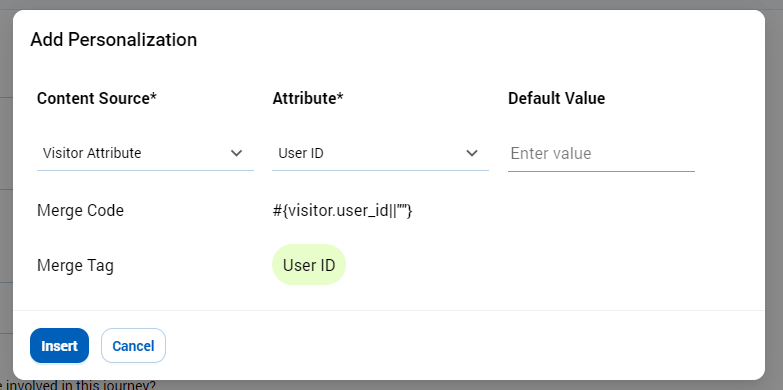 Add Personalization
Content Source* Attribute* Default Value
Visitor Attribute User ID Enter value
Merge Code #{visitor.user_id||""}
Merge Tag User ID
Insert Cancel
e involved in this journey?